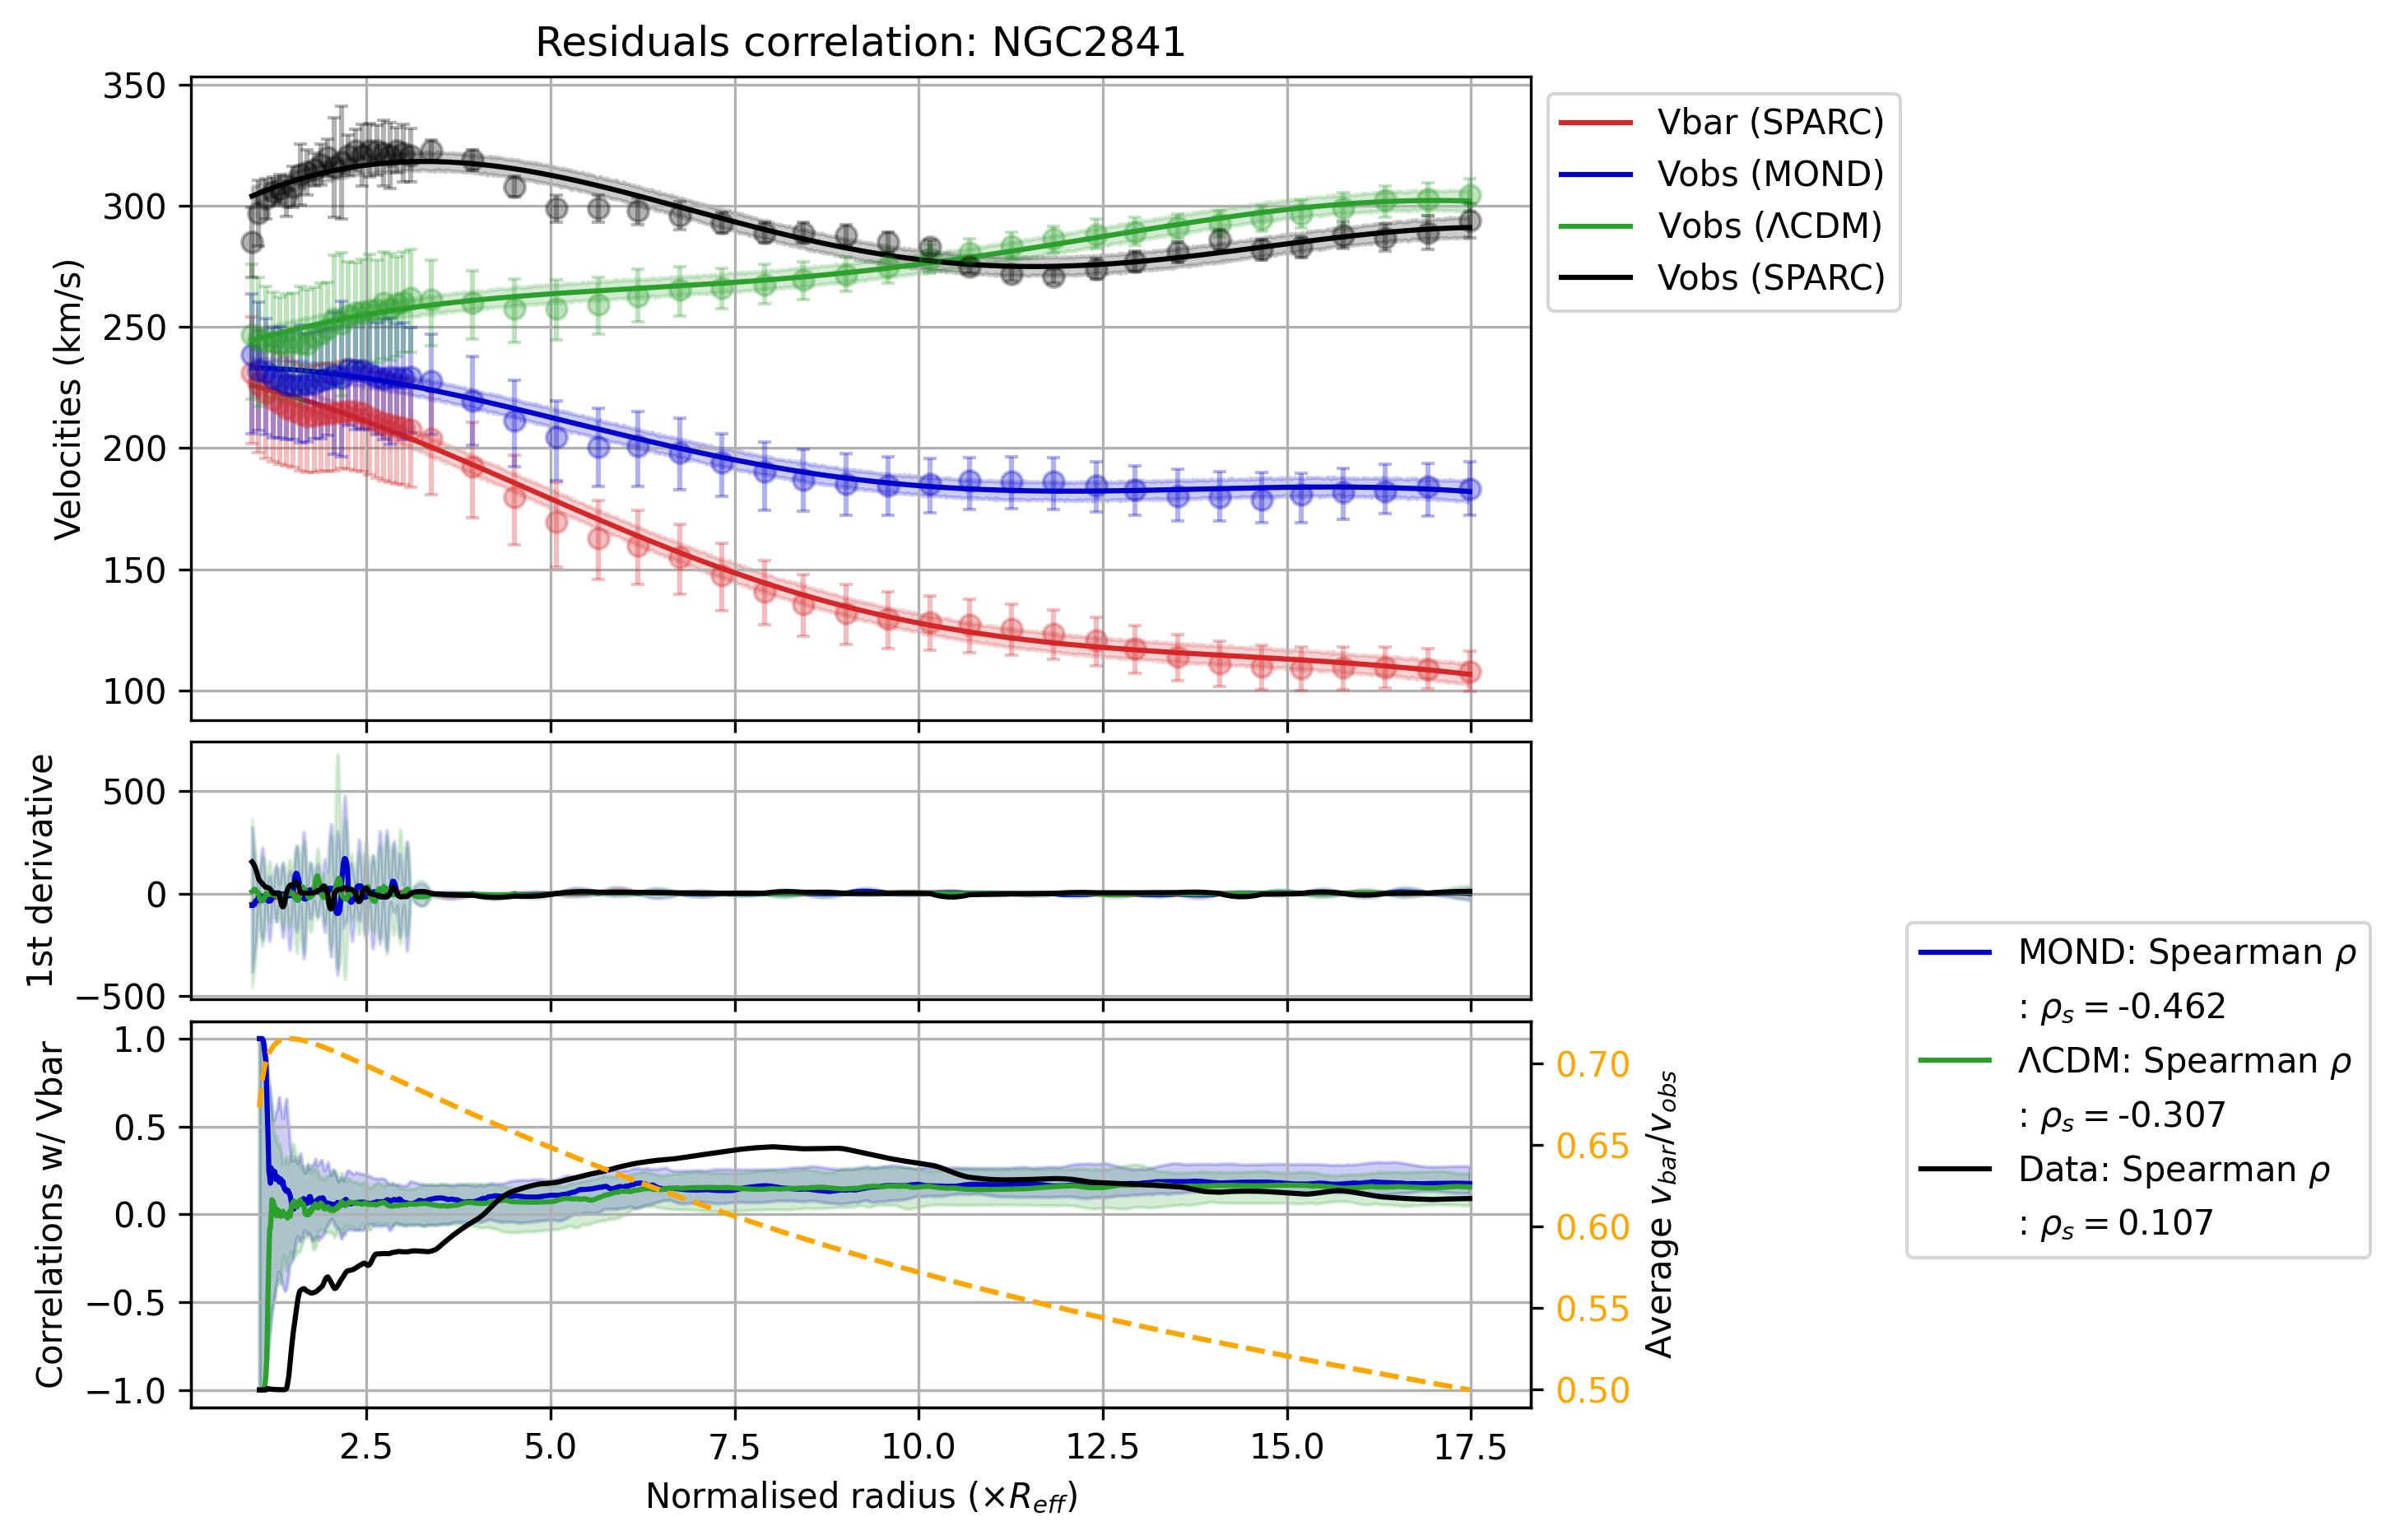 Residuals correlation: NGC2841
350
300
250
200
150
100
Velocities (km/s)
Vbar (SPARC)
Vobs (MOND)
Vobs (ΛCDM)
Vobs (SPARC)
500
0
−500
1st derivative
1.0
0.5
0.0
−0.5
−1.0
Correlations w/ Vbar
0.70
0.65
0.60
0.55
0.50
Average v_bar/v_obs
MOND: Spearman ρ
: ρ_s = -0.462
ΛCDM: Spearman ρ
: ρ_s = -0.307
Data: Spearman ρ
: ρ_s = 0.107
2.5 5.0 7.5 10.0 12.5 15.0 17.5
Normalised radius (×R_eff)